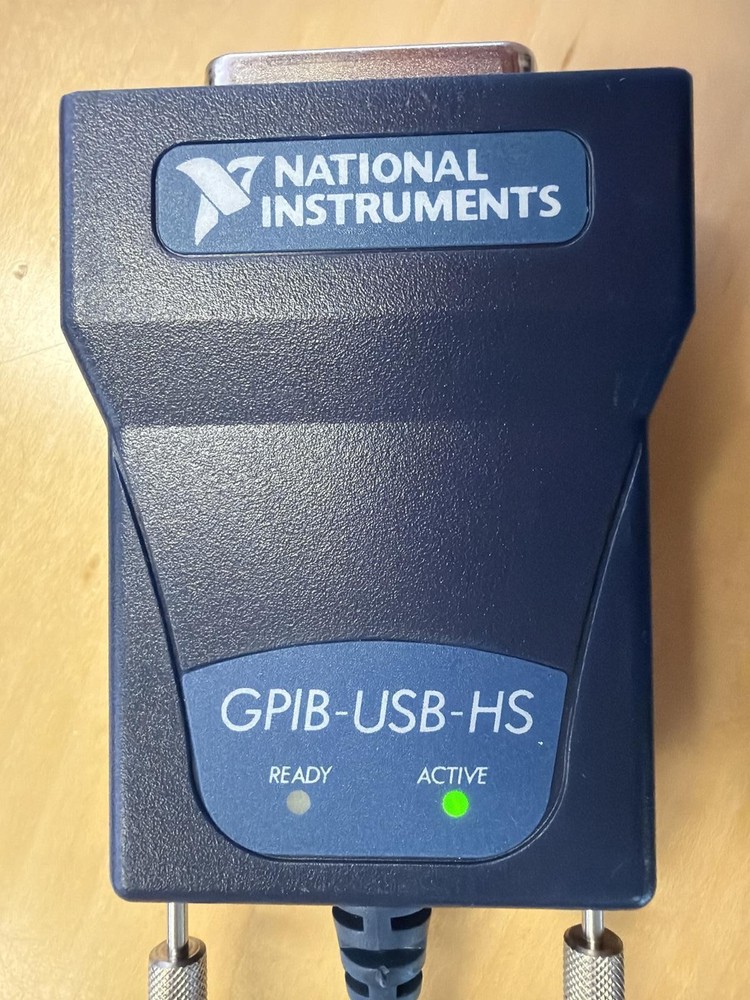 NATIONAL
INSTRUMENTS
GPIB-USB-HS
READY ACTIVE